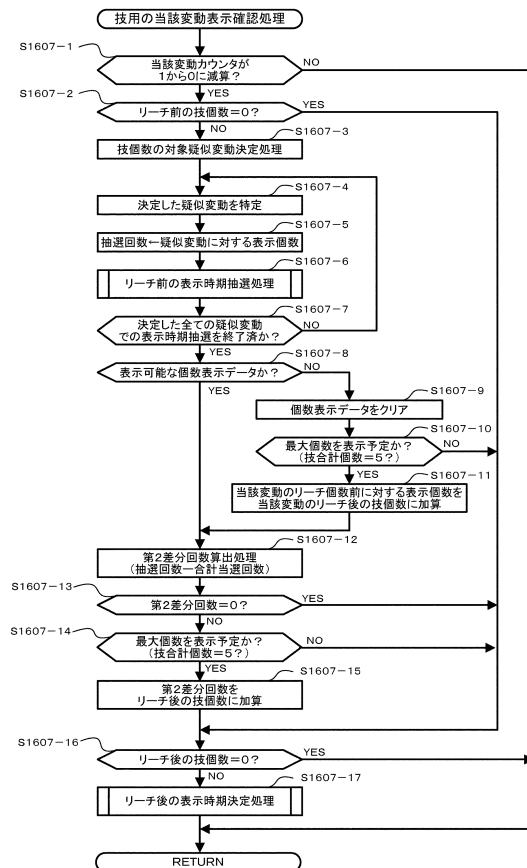 技用の当該変動表示確認処理
S1607-1
当該変動カウンタが
1から0に減算?
NO
YES
S1607-2
リーチ前の技個数=0?
YES
NO
S1607-3
技個数の対象疑似変動決定処理
S1607-4
決定した疑似変動を特定
S1607-5
抽選回数←疑似変動に対する表示個数
S1607-6
リーチ前の表示時期抽選処理
S1607-7
決定した全ての疑似変動
での表示時期抽選を終了済か?
NO
YES
S1607-8
表示可能な個数表示データか?
NO
YES
S1607-9
個数表示データをクリア
S1607-10
最大個数を表示予定か?
(技合計個数=5?)
NO
YES
S1607-11
当該変動のリーチ個数前に対する表示個数を
当該変動のリーチ後の技個数に加算
S1607-12
第2差分回数算出処理
(抽選回数-合計当選回数)
S1607-13
第2差分回数=0?
YES
NO
S1607-14
最大個数を表示予定か?
(技合計個数=5?)
NO
YES
S1607-15
第2差分回数を
リーチ後の技個数に加算
S1607-16
リーチ後の技個数=0?
YES
NO
S1607-17
リーチ後の表示時期決定処理
RETURN